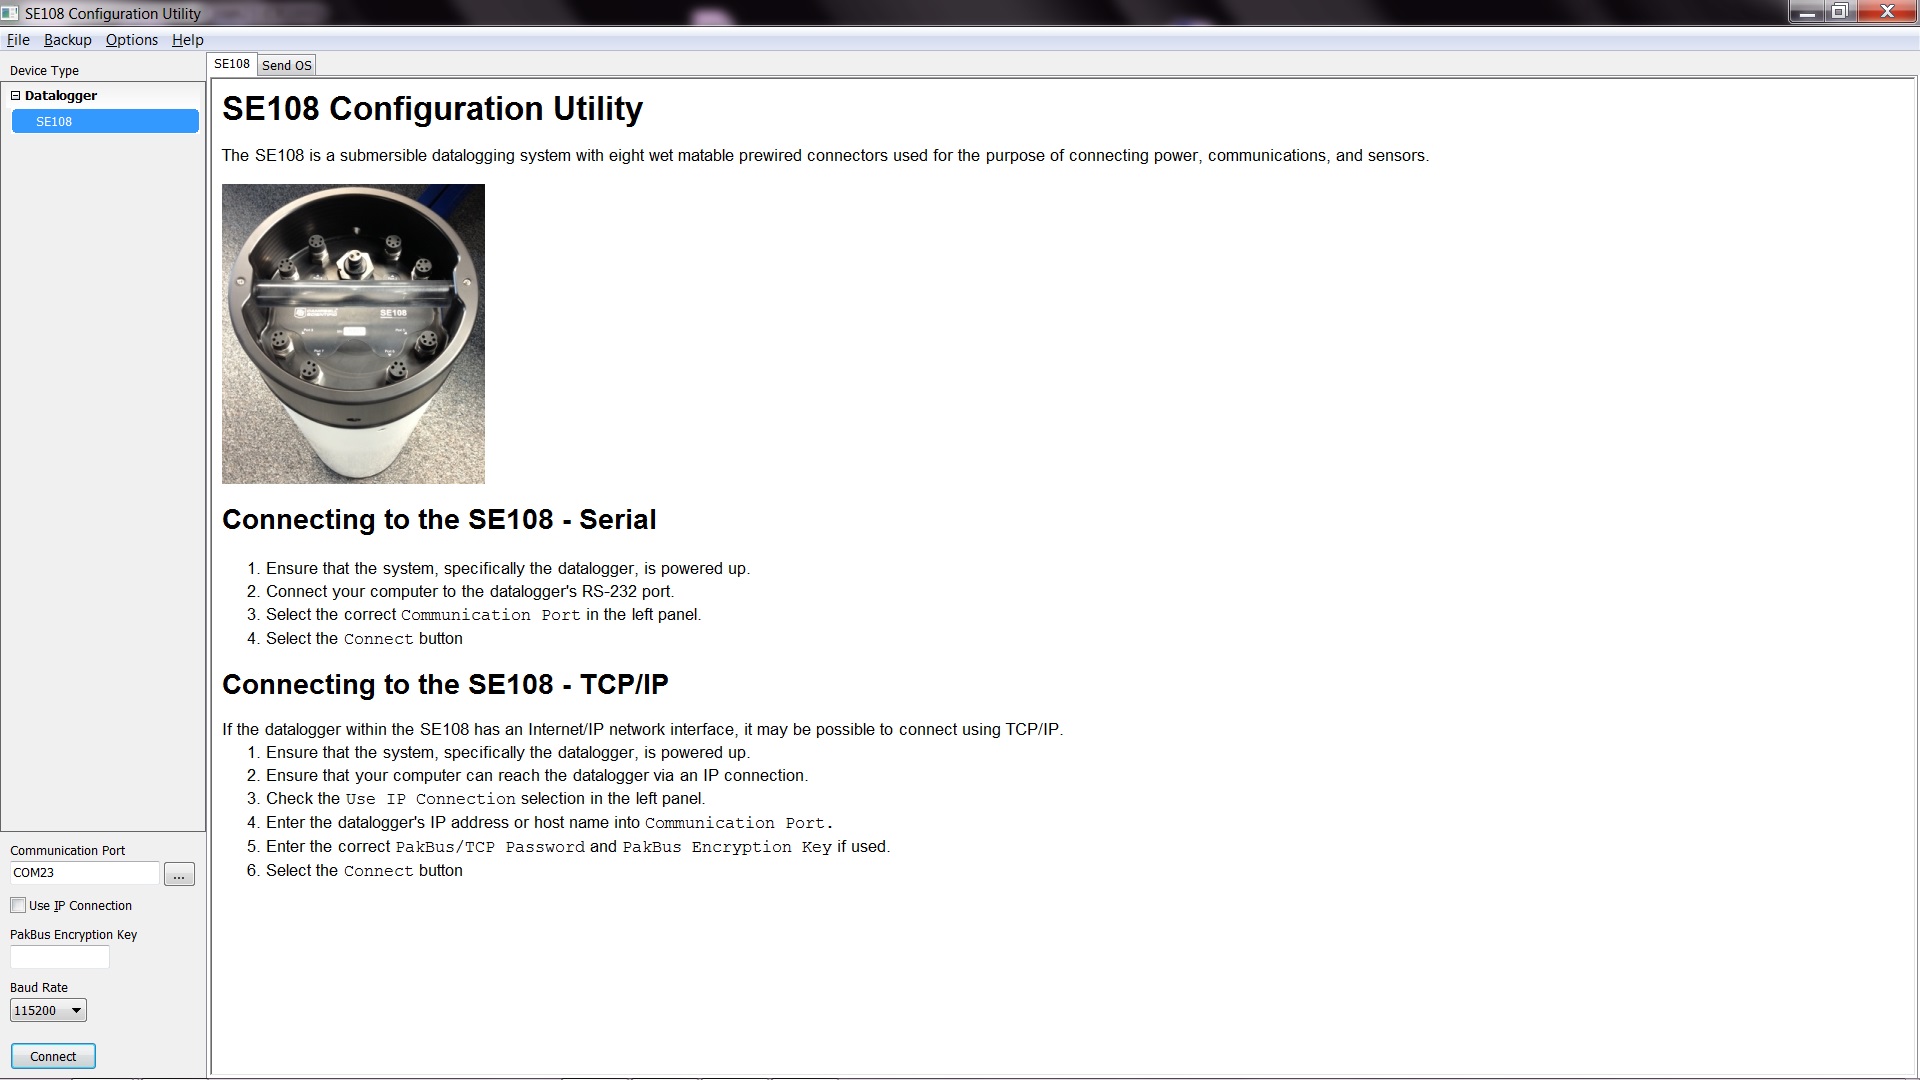 SE108 Configuration Utility
File Backup Options Help
Device Type
Datalogger
SE108
SE108 Send OS
SE108 Configuration Utility
The SE108 is a submersible datalogging system with eight wet matable prewired connectors used for the purpose of connecting power, communications, and sensors.
SE108
Connecting to the SE108 - Serial
1. Ensure that the system, specifically the datalogger, is powered up.
2. Connect your computer to the datalogger's RS-232 port.
3. Select the correct Communication Port in the left panel.
4. Select the Connect button
Connecting to the SE108 - TCP/IP
If the datalogger within the SE108 has an Internet/IP network interface, it may be possible to connect using TCP/IP.
1. Ensure that the system, specifically the datalogger, is powered up.
2. Ensure that your computer can reach the datalogger via an IP connection.
3. Check the Use IP Connection selection in the left panel.
4. Enter the datalogger's IP address or host name into Communication Port.
5. Enter the correct PakBus/TCP Password and PakBus Encryption Key if used.
6. Select the Connect button
Communication Port
COM23
...
Use IP Connection
PakBus Encryption Key
Baud Rate
115200
Connect